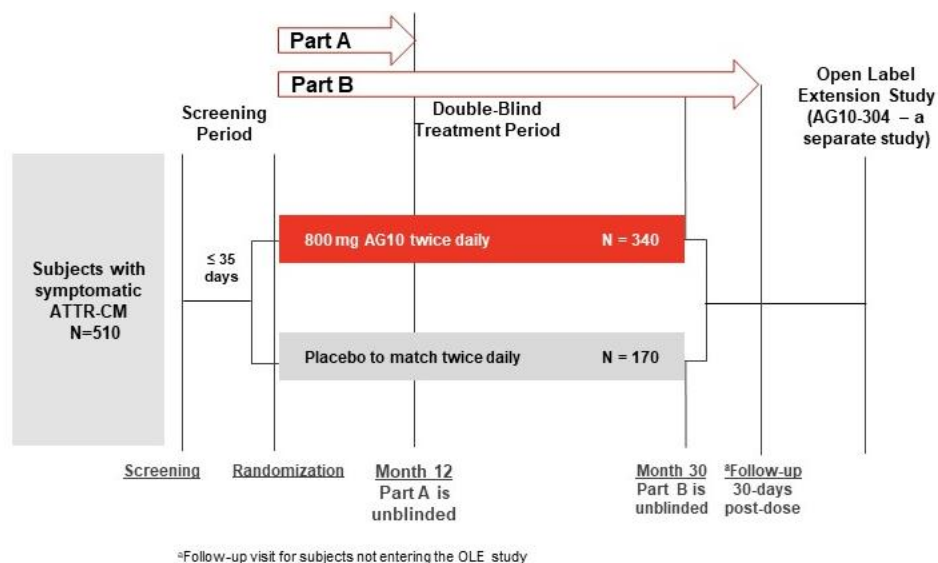 Part A
Part B
Screening
Period
Double-Blind
Treatment Period
Open Label
Extension Study
(AG10-304 – a
separate study)
Subjects with
symptomatic
ATTR-CM
N=510
≤ 35
days
800 mg AG10 twice daily N = 340
Placebo to match twice daily N = 170
Screening
Randomization
Month 12
Part A is
unblinded
Month 30
Part B is
unblinded
ªFollow-up
30-days
post-dose
ªFollow-up visit for subjects not entering the OLE study